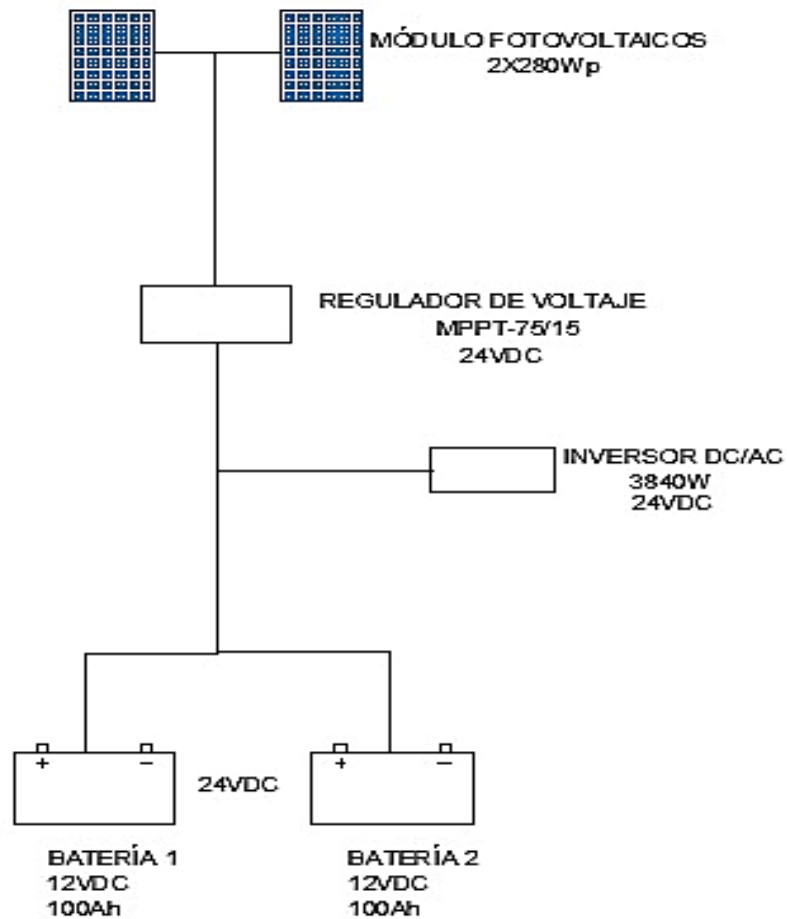 MÓDULO FOTOVOLTAICOS
2X280Wp
REGULADOR DE VOLTAJE
MPPT-75/15
24VDC
INVERSOR DC/AC
3840W
24VDC
+ −
24VDC
+ −
BATERÍA 1
12VDC
100Ah
BATERÍA 2
12VDC
100Ah